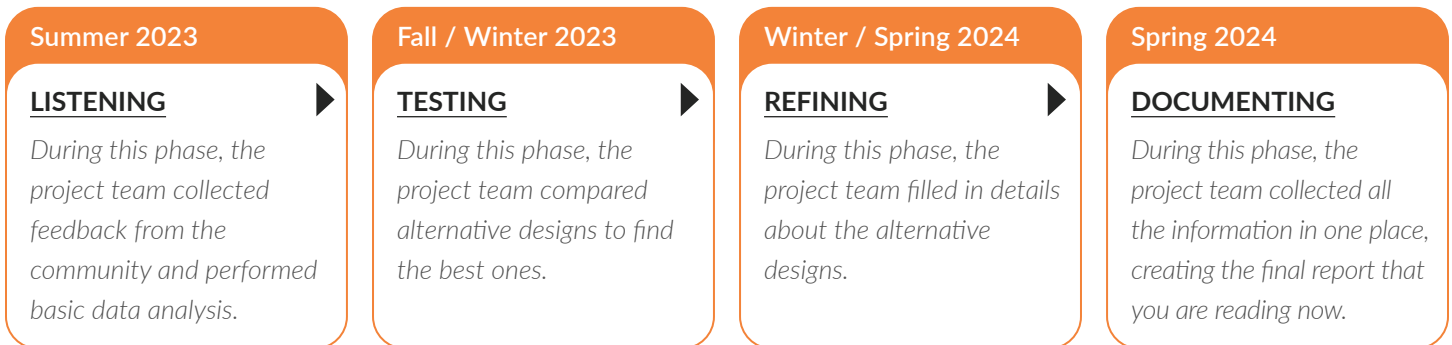 Summer 2023
LISTENING
During this phase, the
project team collected
feedback from the
community and performed
basic data analysis.
Fall / Winter 2023
TESTING
During this phase, the
project team compared
alternative designs to find
the best ones.
Winter / Spring 2024
REFINING
During this phase, the
project team filled in details
about the alternative
designs.
Spring 2024
DOCUMENTING
During this phase, the
project team collected all
the information in one place,
creating the final report that
you are reading now.